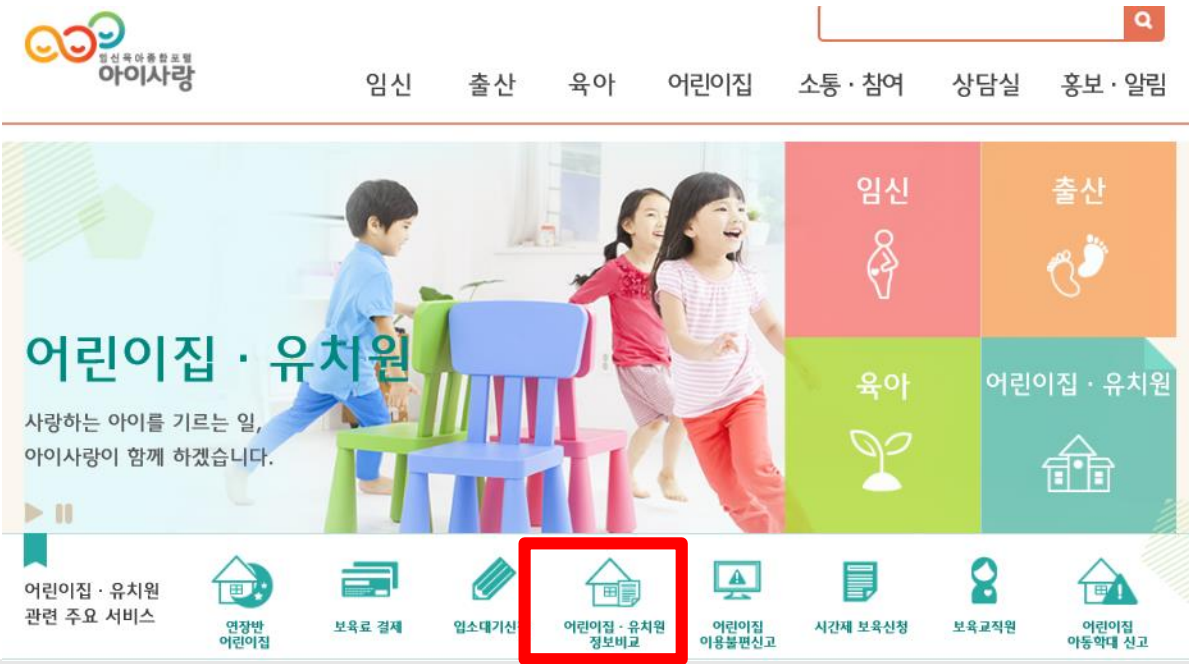 임신육아종합포털
아이사랑
임신 출산 육아 어린이집 소통 · 참여 상담실 홍보 · 알림
어린이집 · 유치원
사랑하는 아이를 기르는 일,
아이사랑이 함께 하겠습니다.
임신
출산
육아
어린이집 · 유치원
어린이집 · 유치원
관련 주요 서비스
연장반
어린이집
보육료 결제
입소대기신
어린이집 · 유치원
정보비교
어린이집
이용불편신고
시간제 보육신청
보육교직원
어린이집
아동학대 신고